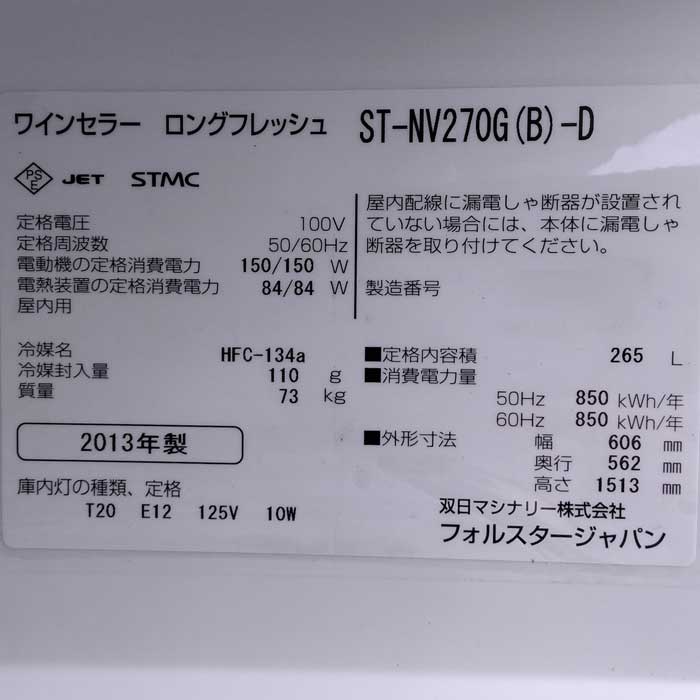 ワインセラー ロングフレッシュ ST-NV270G(B)-D
PSE JET STMC
定格電圧 100V
定格周波数 50/60Hz
電動機の定格消費電力 150/150 W
電熱装置の定格消費電力 84/84 W
屋内用
屋内配線に漏電しゃ断器が設置され
ていない場合には、本体に漏電しゃ
断器を取り付けてください。
製造番号
冷媒名 HFC-134a
冷媒封入量 110 g
質量 73 kg
2013年製
庫内灯の種類、定格
T20 E12 125V 10W
■定格内容積 265 L
■消費電力量
50Hz 850 kWh/年
60Hz 850 kWh/年
■外形寸法 幅 606 mm
奥行 562 mm
高さ 1513 mm
双日マシナリー株式会社
フォルスタージャパン